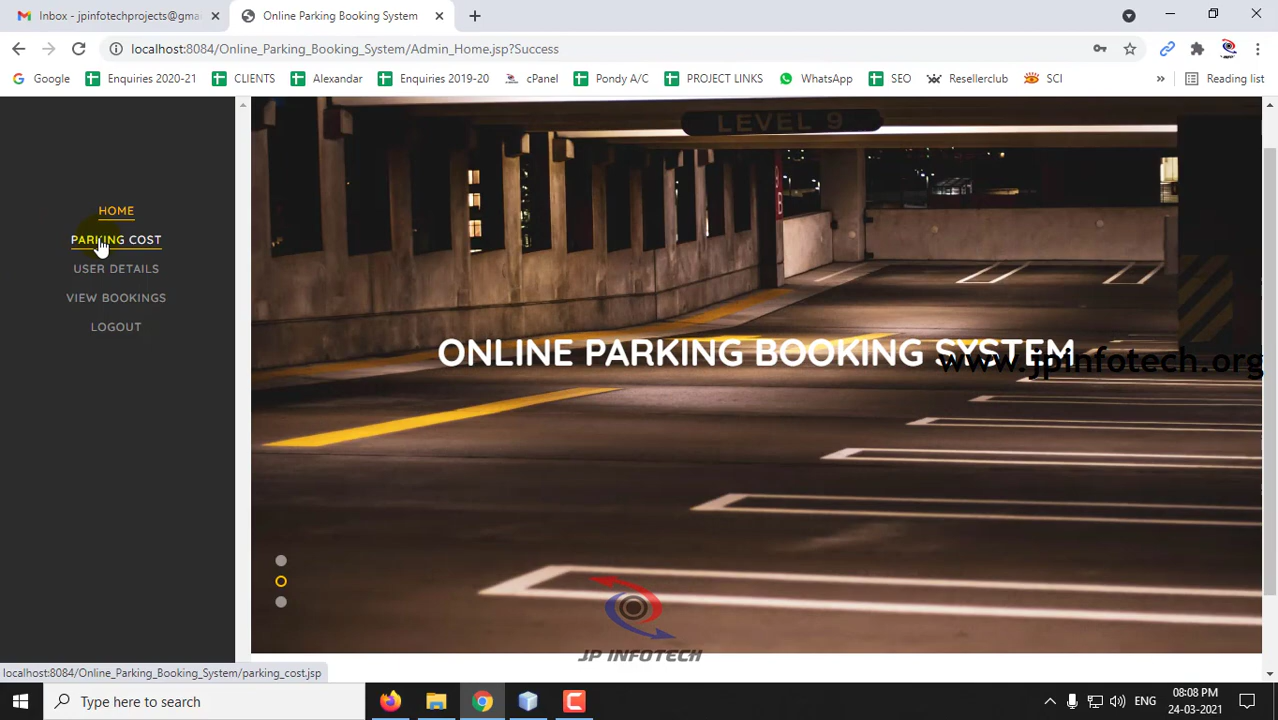 Inbox - jpinfotechprojects@gma
Online Parking Booking System
localhost:8084/Online_Parking_Booking_System/Admin_Home.jsp?Success
Google
Enquiries 2020-21
CLIENTS
Alexandar
Enquiries 2019-20
cPanel
Pondy A/C
PROJECT LINKS
WhatsApp
SEO
Resellerclub
SCI
»
Reading list
LEVEL 9
HOME
PARKING COST
USER DETAILS
VIEW BOOKINGS
LOGOUT
ONLINE PARKING BOOKING SYSTEM
www.jpinfotech.org
JP INFOTECH
localhost:8084/Online_Parking_Booking_System/parking_cost.jsp
Type here to search
ENG
08:08 PM
24-03-2021